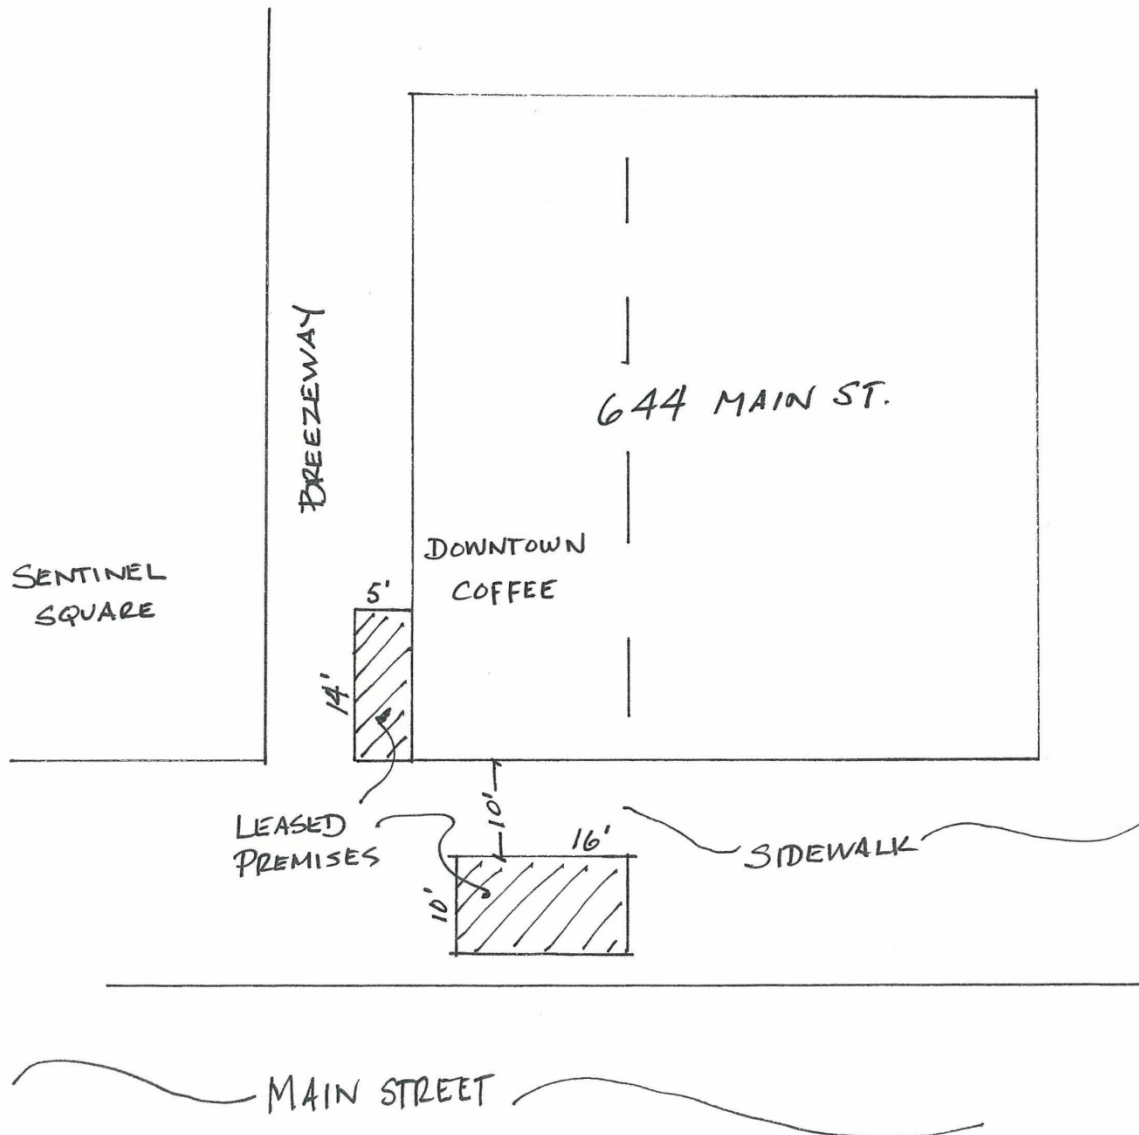 BREEZEWAY
644 MAIN ST.
DOWNTOWN
COFFEE
SENTINEL
SQUARE
5'
14'
10'
LEASED
PREMISES
16'
10'
SIDEWALK
MAIN STREET